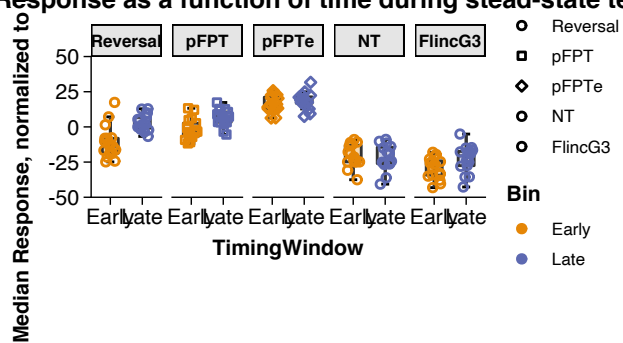 Response as a function of time during stead-state te
Median Response, normalized to
Reversal pFPT pFPTe NT FlincG3
50
25
0
-25
-50
Early Late Early Late Early Late Early Late Early Late
TimingWindow
Reversal
pFPT
pFPTe
NT
FlincG3
Bin
Early
Late